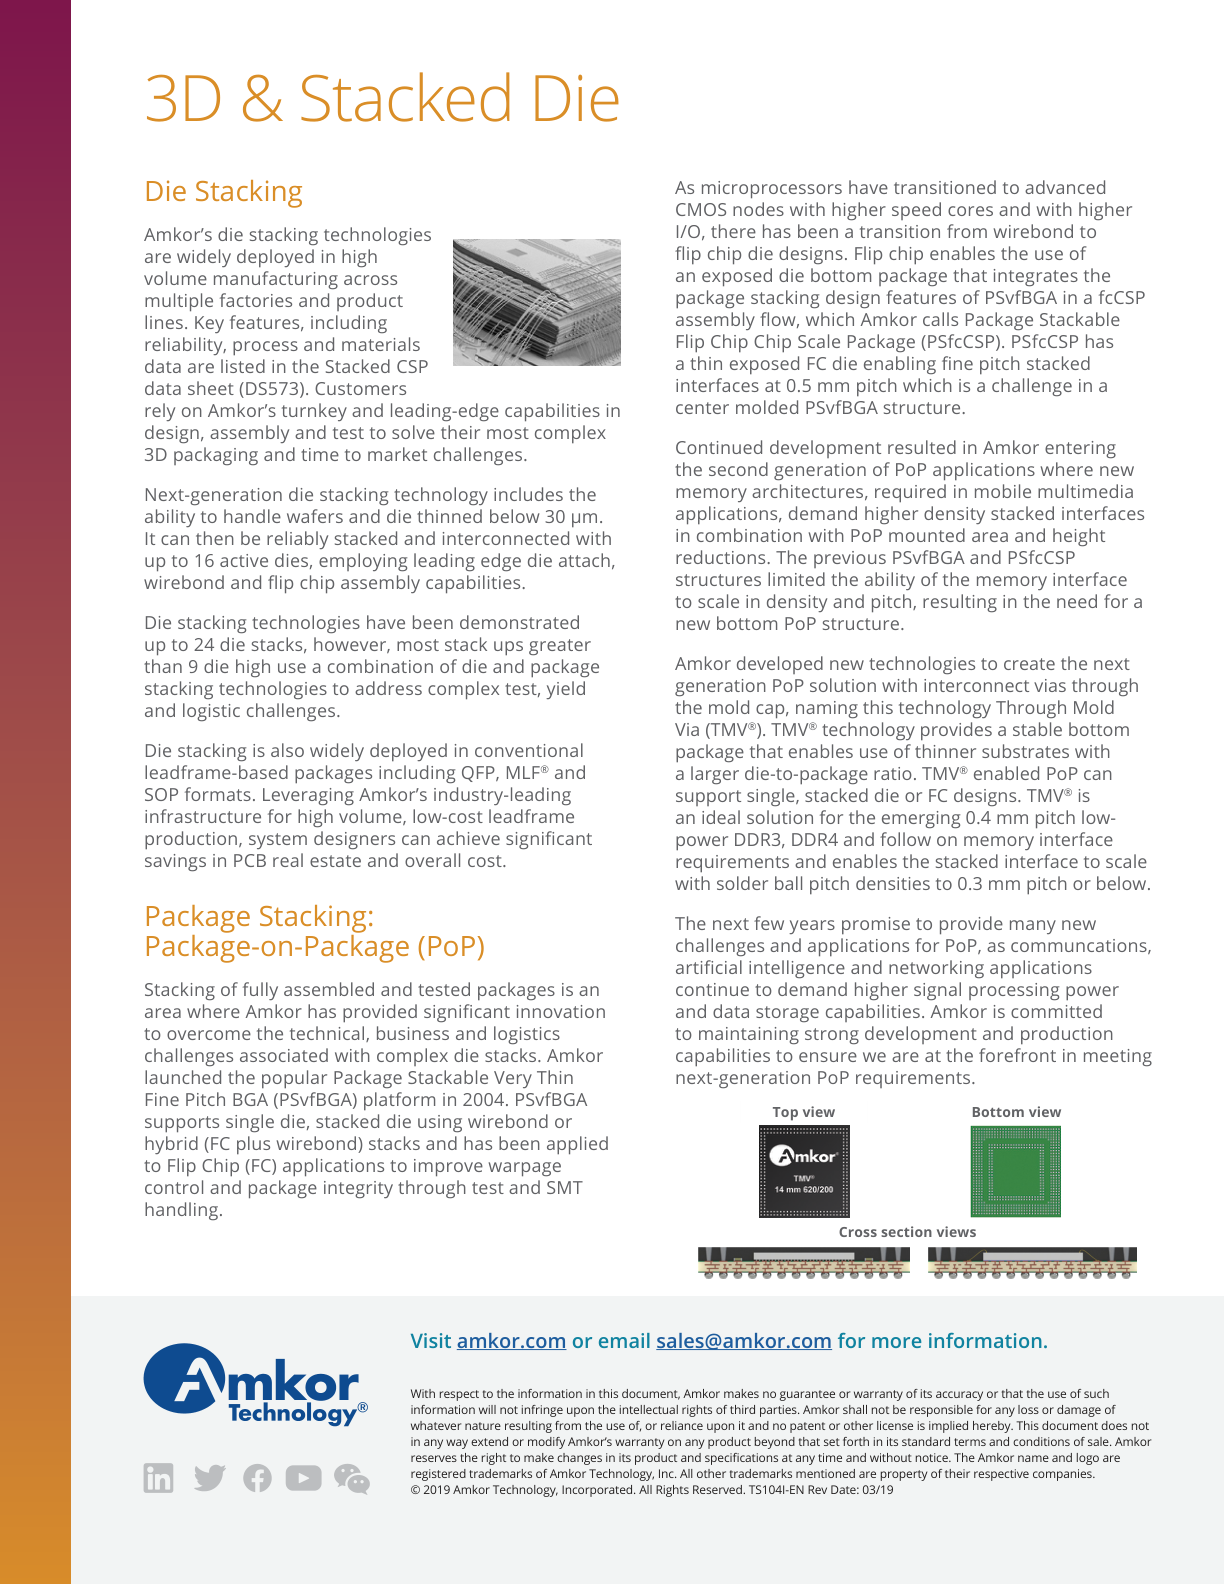 3D & Stacked Die
Die Stacking
Amkor’s die stacking technologies
are widely deployed in high
volume manufacturing across
multiple factories and product
lines. Key features, including
reliability, process and materials
data are listed in the Stacked CSP
data sheet (DS573). Customers
rely on Amkor’s turnkey and leading-edge capabilities in
design, assembly and test to solve their most complex
3D packaging and time to market challenges.
Next-generation die stacking technology includes the
ability to handle wafers and die thinned below 30 µm.
It can then be reliably stacked and interconnected with
up to 16 active dies, employing leading edge die attach,
wirebond and flip chip assembly capabilities.
Die stacking technologies have been demonstrated
up to 24 die stacks, however, most stack ups greater
than 9 die high use a combination of die and package
stacking technologies to address complex test, yield
and logistic challenges.
Die stacking is also widely deployed in conventional
leadframe-based packages including QFP, MLF® and
SOP formats. Leveraging Amkor’s industry-leading
infrastructure for high volume, low-cost leadframe
production, system designers can achieve significant
savings in PCB real estate and overall cost.
Package Stacking:
Package-on-Package (PoP)
Stacking of fully assembled and tested packages is an
area where Amkor has provided significant innovation
to overcome the technical, business and logistics
challenges associated with complex die stacks. Amkor
launched the popular Package Stackable Very Thin
Fine Pitch BGA (PSvfBGA) platform in 2004. PSvfBGA
supports single die, stacked die using wirebond or
hybrid (FC plus wirebond) stacks and has been applied
to Flip Chip (FC) applications to improve warpage
control and package integrity through test and SMT
handling.
As microprocessors have transitioned to advanced
CMOS nodes with higher speed cores and with higher
I/O, there has been a transition from wirebond to
flip chip die designs. Flip chip enables the use of
an exposed die bottom package that integrates the
package stacking design features of PSvfBGA in a fcCSP
assembly flow, which Amkor calls Package Stackable
Flip Chip Chip Scale Package (PSfcCSP). PSfcCSP has
a thin exposed FC die enabling fine pitch stacked
interfaces at 0.5 mm pitch which is a challenge in a
center molded PSvfBGA structure.
Continued development resulted in Amkor entering
the second generation of PoP applications where new
memory architectures, required in mobile multimedia
applications, demand higher density stacked interfaces
in combination with PoP mounted area and height
reductions. The previous PSvfBGA and PSfcCSP
structures limited the ability of the memory interface
to scale in density and pitch, resulting in the need for a
new bottom PoP structure.
Amkor developed new technologies to create the next
generation PoP solution with interconnect vias through
the mold cap, naming this technology Through Mold
Via (TMV®). TMV® technology provides a stable bottom
package that enables use of thinner substrates with
a larger die-to-package ratio. TMV® enabled PoP can
support single, stacked die or FC designs. TMV® is
an ideal solution for the emerging 0.4 mm pitch low-
power DDR3, DDR4 and follow on memory interface
requirements and enables the stacked interface to scale
with solder ball pitch densities to 0.3 mm pitch or below.
The next few years promise to provide many new
challenges and applications for PoP, as communcations,
artificial intelligence and networking applications
continue to demand higher signal processing power
and data storage capabilities. Amkor is committed
to maintaining strong development and production
capabilities to ensure we are at the forefront in meeting
next-generation PoP requirements.
Top view
Bottom view
Amkor®
TMV®
14 mm 620/200
Cross section views
Amkor
Technology®
Visit amkor.com or email sales@amkor.com for more information.
With respect to the information in this document, Amkor makes no guarantee or warranty of its accuracy or that the use of such
information will not infringe upon the intellectual rights of third parties. Amkor shall not be responsible for any loss or damage of
whatever nature resulting from the use of, or reliance upon it and no patent or other license is implied hereby. This document does not
in any way extend or modify Amkor’s warranty on any product beyond that set forth in its standard terms and conditions of sale. Amkor
reserves the right to make changes in its product and specifications at any time and without notice. The Amkor name and logo are
registered trademarks of Amkor Technology, Inc. All other trademarks mentioned are property of their respective companies.
© 2019 Amkor Technology, Incorporated. All Rights Reserved. TS104I-EN Rev Date: 03/19